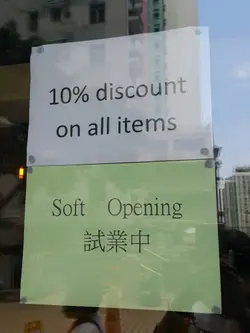 10% discount
on all items
Soft Opening
試業中